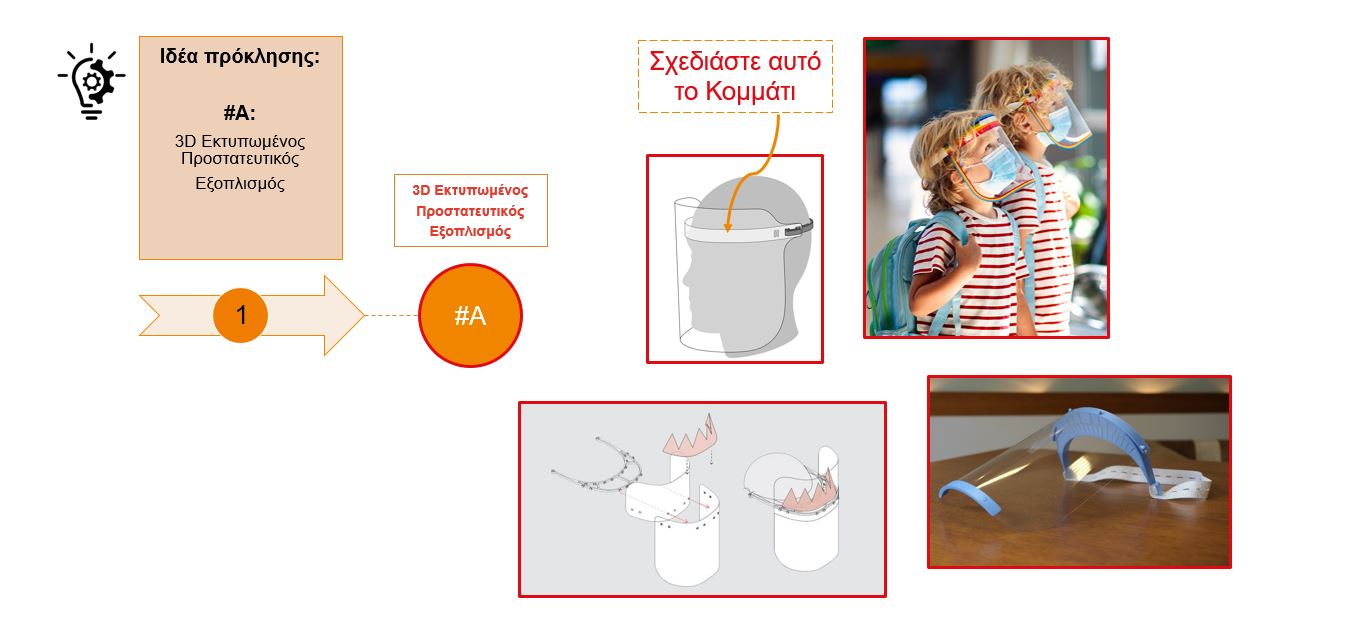 Ιδέα πρόκλησης:
#Α:
3D Εκτυπωμένος
Προστατευτικός
Εξοπλισμός
3D Εκτυπωμένος
Προστατευτικός
Εξοπλισμός
1
#Α
Σχεδιάστε αυτό
το Κομμάτι